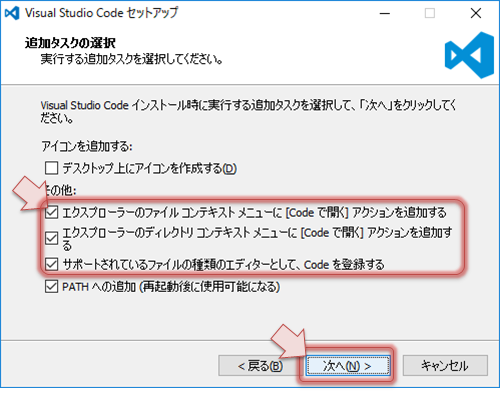 Visual Studio Code セットアップ
追加タスクの選択
実行する追加タスクを選択してください。
Visual Studio Code インストール時に実行する追加タスクを選択して、「次へ」をクリックしてく
ださい。
アイコンを追加する:
デスクトップ上にアイコンを作成する(D)
その他:
エクスプローラーのファイル コンテキスト メニューに [Code で開く] アクションを追加する
エクスプローラーのディレクトリ コンテキスト メニューに [Code で開く] アクションを追加す
る
サポートされているファイルの種類のエディターとして、Code を登録する
PATH への追加 (再起動後に使用可能になる)
< 戻る(B)
次へ(N) >
キャンセル